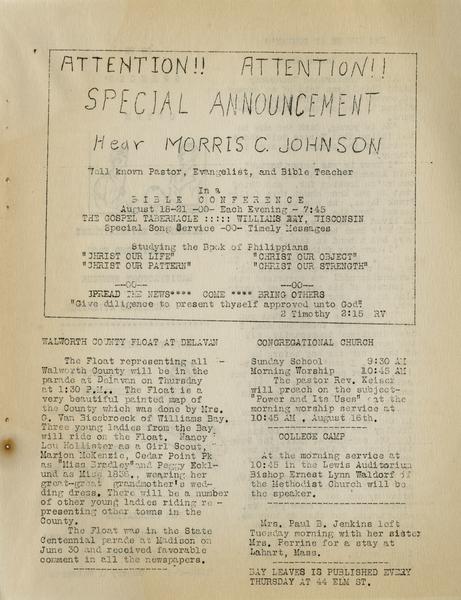 ATTENTION!! ATTENTION!!
SPECIAL ANNOUNCEMENT
Hear MORRIS C. JOHNSON
Well known Pastor, Evangelist, and Bible Teacher
In a
BIBLE CONFERENCE
August 18-21 -OO- Each Evening - 7:45
THE GOSPEL TABERNACLE ::::: WILLIAMS BAY, WISCONSIN
Special Song Service -OO- Timely Messages
Studying the Book of Philippians
"CHRIST OUR LIFE" "CHRIST OUR OBJECT"
"CHRIST OUR PATTERN" "CHRIST OUR STRENGTH"
---OO--- ---OO---
SPREAD THE NEWS**** COME **** BRING OTHERS
"Give diligence to present thyself approved unto God"
2 Timothy 2:15 RV
WALWORTH COUNTY FLOAT AT DELAVAN
The Float representing all -
Walworth County will be in the
parade at Delavan on Thursday
at 1:30 P.M.. The Float is a
very beautiful painted map of
the County which was done by Mrs.
G. Van Biesbroeck of Williams Bay.
Three young ladies from the Bay
will ride on the Float. Nancy
Lou Hollister as a Girl Scout,
Marion McKenzie, Cedar Point Pk
as "Miss Bradley" and Peggy Eck-
lund as Miss 1838, wearing her
great-great grandmother's wed-
ding dress. There will be a number
of other young ladies riding re -
presenting other towns in the
County.
The Float was in the State
Centennial parade at Madison on
June 30 and received favorable
comment in all the newspapers.
CONGREGATIONAL CHURCH
Sunday School 9:30 AM
Morning Worship 10:45 AM
The pastor Rev. Keiser
will preach on the subject-
"Power and Its Uses" at the
morning worship service at
10:45 AM, August 15th.
COLLEGE CAMP
At the morning service at
10:45 in the Lewis Auditorium
Bishop Ernest Lynn Waldorf of
the Methodist Church will be
the speaker.
Mrs. Paul B. Jenkins left
Tuesday morning with her sister
Mrs. Perrine for a stay at
Lahart, Mass.
BAY LEAVES IS PUBLISHED EVERY
THURSDAY AT 44 ELM ST.